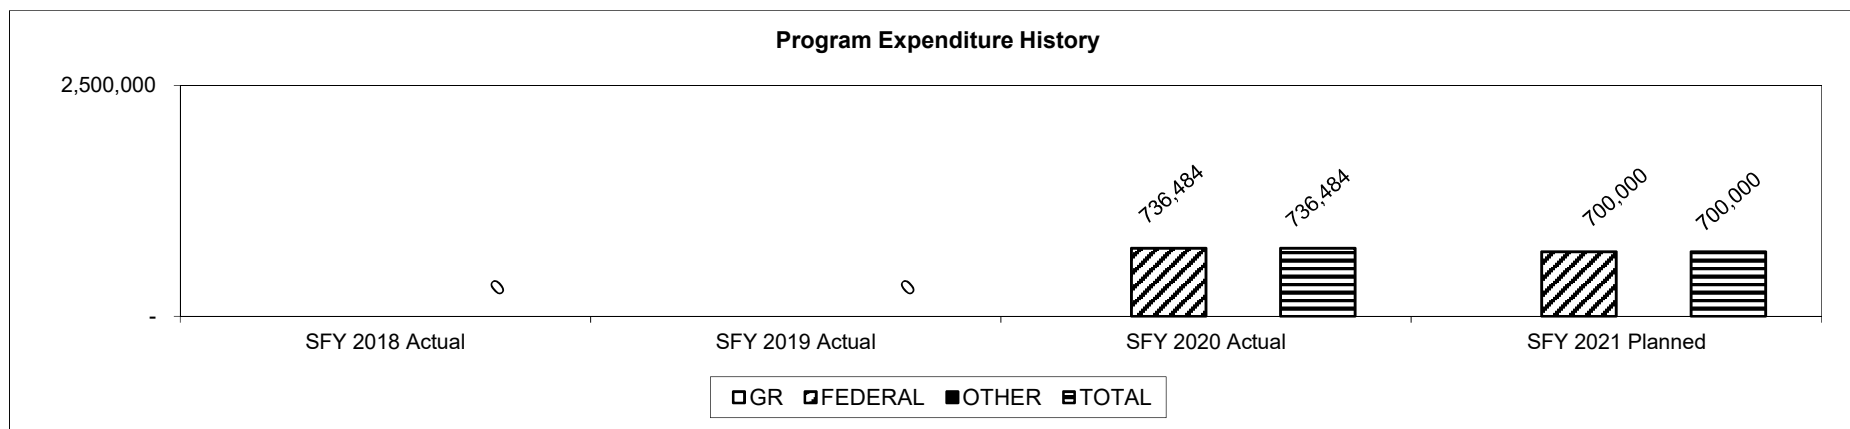 Program Expenditure History
2,500,000
736,484
736,484
700,000
700,000
0
0
-
SFY 2018 Actual
SFY 2019 Actual
SFY 2020 Actual
SFY 2021 Planned
GR FEDERAL OTHER TOTAL